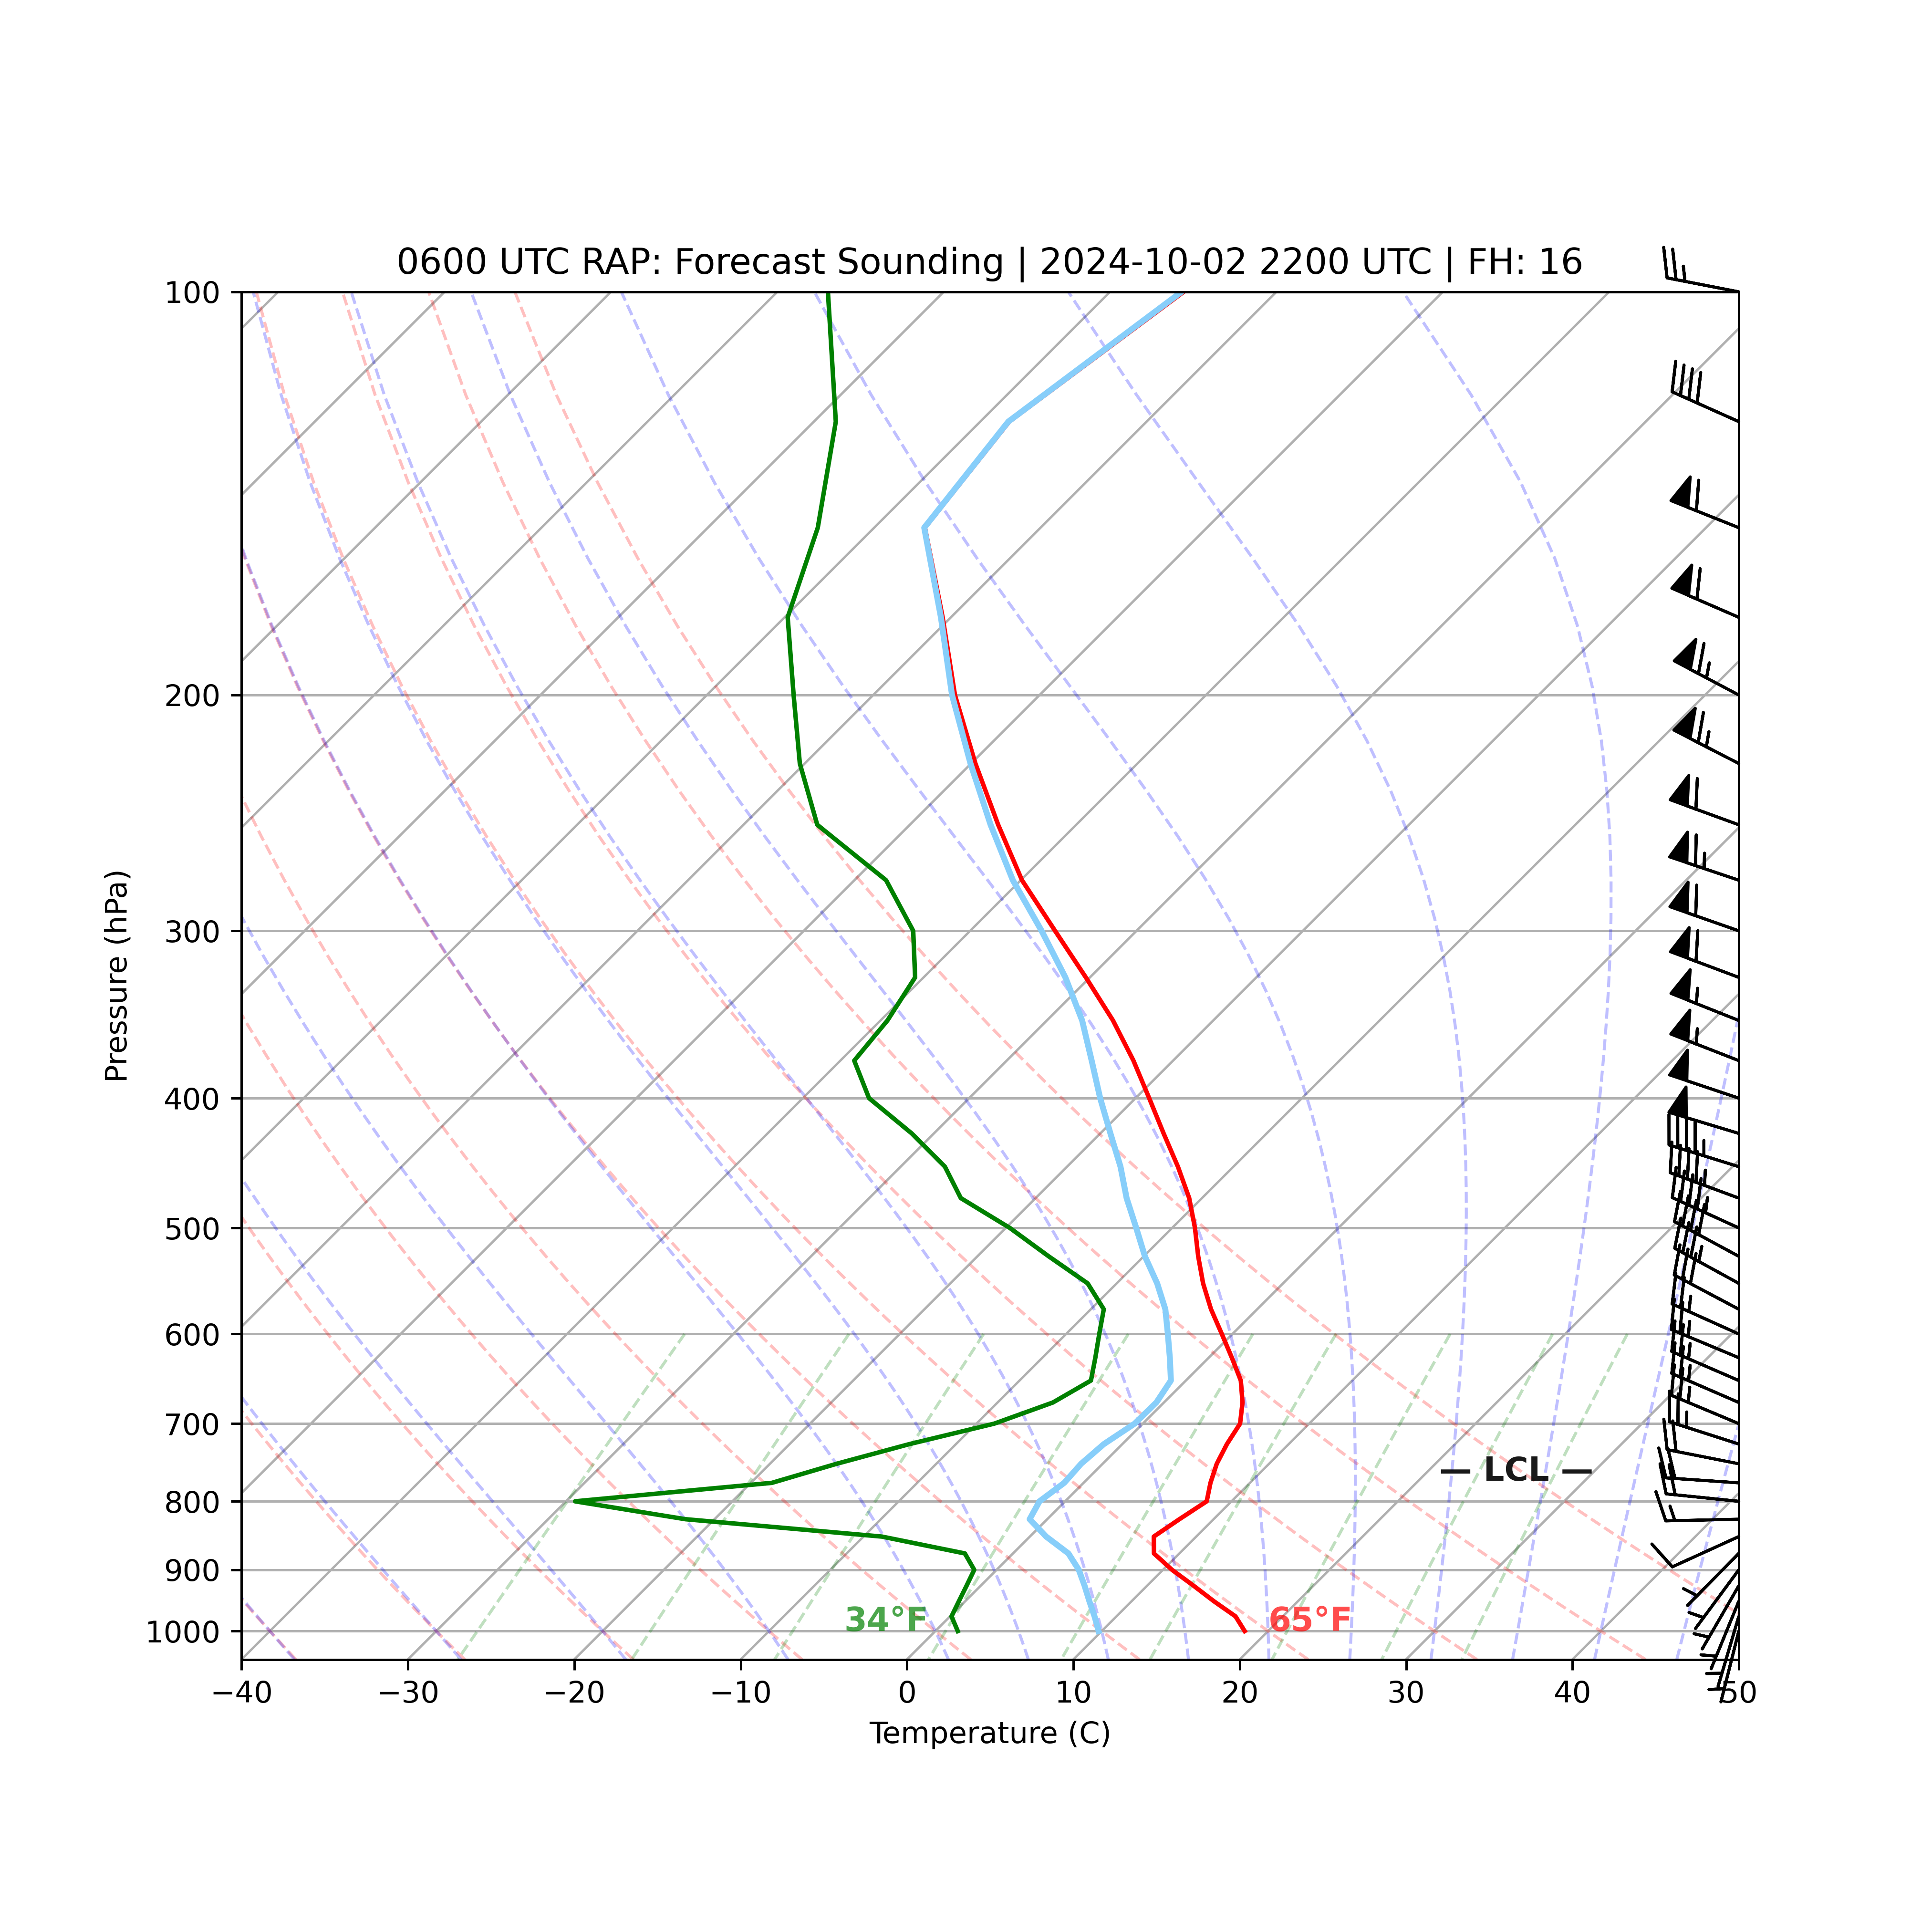 0600 UTC RAP: Forecast Sounding | 2024-10-02 2200 UTC | FH: 16
100
200
300
400
500
600
700
800
900
1000
Pressure (hPa)
— LCL —
34°F
65°F
−40 −30 −20 −10 0 10 20 30 40 50
Temperature (C)